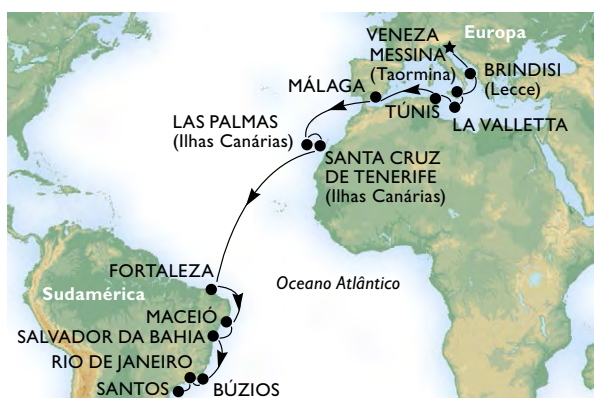 VENEZA
Europa
MESSINA
(Taormina)
BRINDISI
(Lecce)
MÁLAGA
TÚNIS
LA VALLETTA
LAS PALMAS
(Ilhas Canárias)
SANTA CRUZ
DE TENERIFE
(Ilhas Canárias)
FORTALEZA
Sudamérica
Oceano Atlântico
MACEIÓ
SALVADOR DA BAHIA
RIO DE JANEIRO
SANTOS
BÚZIOS